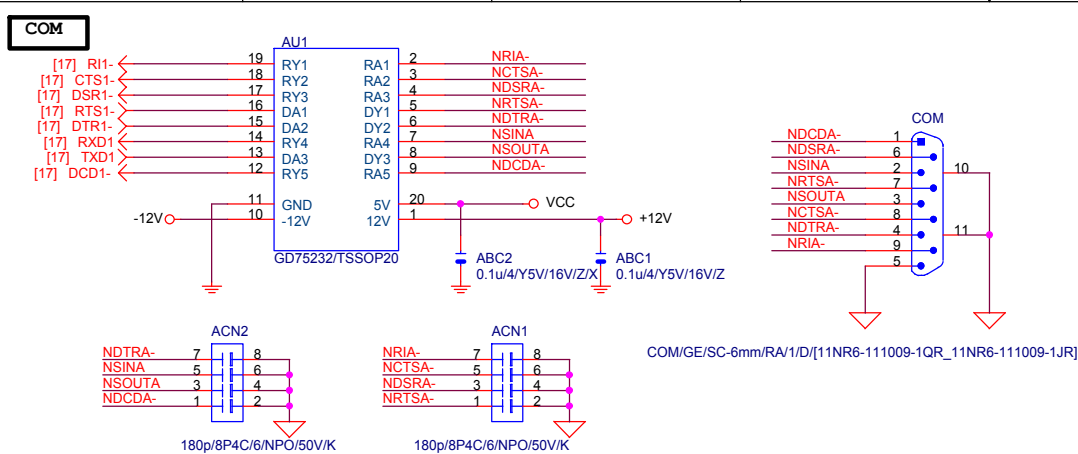 COM
AU1
[17] RI1- 19 RY1 RA1 2 NRIA-
[17] CTS1- 18 RY2 RA2 3 NCTSA-
[17] DSR1- 17 RY3 RA3 4 NDSRA-
[17] RTS1- 16 DA1 DY1 5 NRTSA-
[17] DTR1- 15 DA2 DY2 6 NDTRA-
[17] RXD1 14 RY4 RA4 7 NSINA
[17] TXD1 13 DA3 DY3 8 NSOUTA
[17] DCD1- 12 RY5 RA5 9 NDCDA-
11 GND 5V 20 VCC
-12V 10 -12V 12V 1 +12V
GD75232/TSSOP20
ABC2
0.1u/4/Y5V/16V/Z/X
ABC1
0.1u/4/Y5V/16V/Z
COM
NDCDA- 1
NDSRA- 6
NSINA 2 10
NRTSA- 7
NSOUTA 3
NCTSA- 8
NDTRA- 4 11
NRIA- 9
5
COM/GE/SC-6mm/RA/1/D/[11NR6-111009-1QR_11NR6-111009-1JR]
ACN2
NDTRA- 7 8
NSINA 5 6
NSOUTA 3 4
NDCDA- 1 2
180p/8P4C/6/NPO/50V/K
ACN1
NRIA- 7 8
NCTSA- 5 6
NDSRA- 3 4
NRTSA- 1 2
180p/8P4C/6/NPO/50V/K